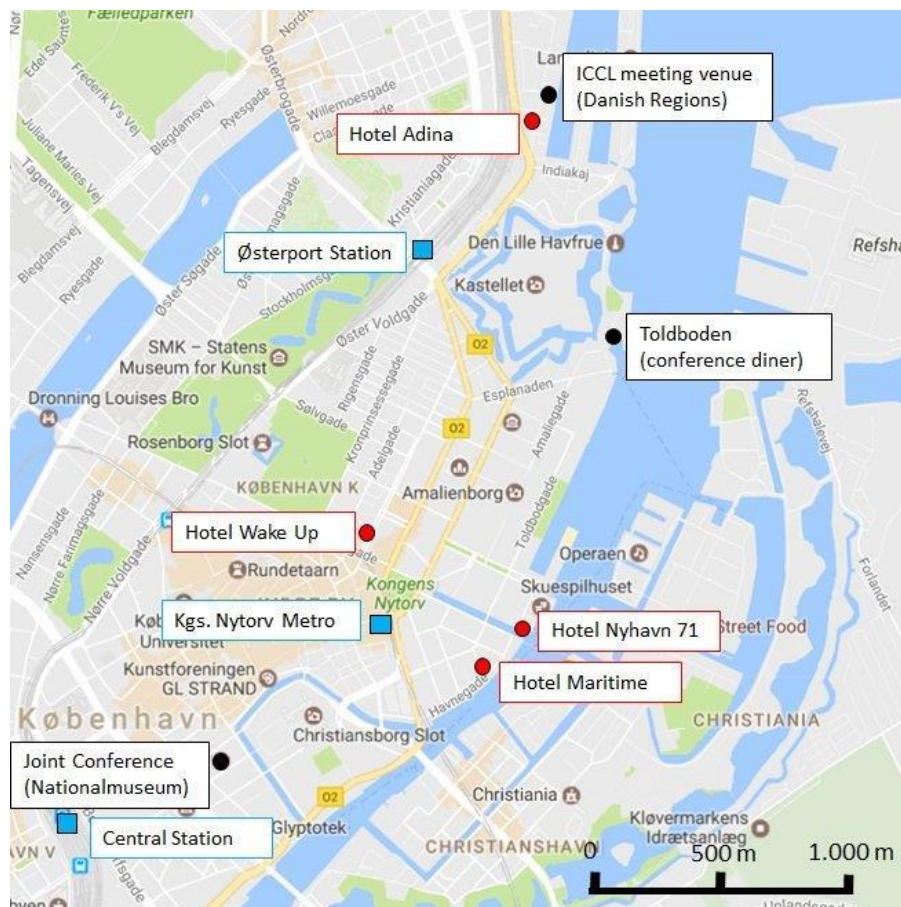 Fælledparken
Nordre
Edel Sauntes
Frederik V's Vej
Blegdamsvej
Ryesgade
Østerbrogade
Willemoesgade
ICCL meeting venue
(Danish Regions)
Hotel Adina
Juliane Maries Vej
Tagensvej
Kristianiagade
Indiakaj
Østerport Station
Den Lille Havfrue
Kastellet
Blegdamsvej
Ryesgade
Øster Søgade
Stockholmsgade
Øster Voldgade
SMK – Statens
Museum for Kunst
Toldboden
(conference diner)
O2
Dronning Louises Bro
Rigensgade
Kronprinsessegade
Esplanaden
Refshalevej
Sølvgade
Adelgade
O2
Rosenborg Slot
Amaliegade
KØBENHAVN K
Amalienborg
Nansensgade
Nørre Farimagsgade
Nørre Voldgade
Toldbodgade
Hotel Wake Up
Rundetaarn
Operaen
Kongens
Nytorv
Skuespilhuset
Forlandet
Kgs. Nytorv Metro
Universitet
Hotel Nyhavn 71
Street Food
Kunstforeningen
GL STRAND
Hotel Maritime
Havnegade
København
Christiansborg Slot
CHRISTIANIA
Joint Conference
(Nationalmuseum)
O2
Christiania
Central Station
Glyptotek
Kløvermarkens
Idrætsanlæg
CHRISTIANSHAVN
0
500 m
1.000 m